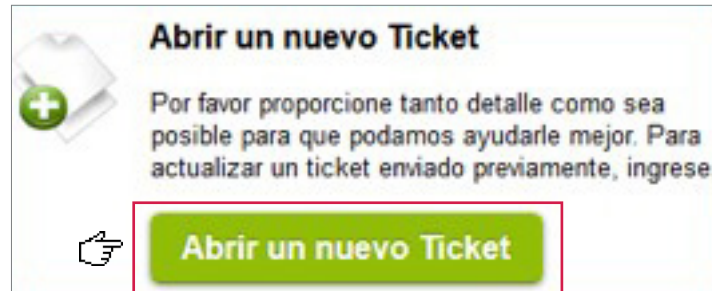 Abrir un nuevo Ticket
Por favor proporcione tanto detalle como sea
posible para que podamos ayudarle mejor. Para
actualizar un ticket enviado previamente, ingrese
Abrir un nuevo Ticket